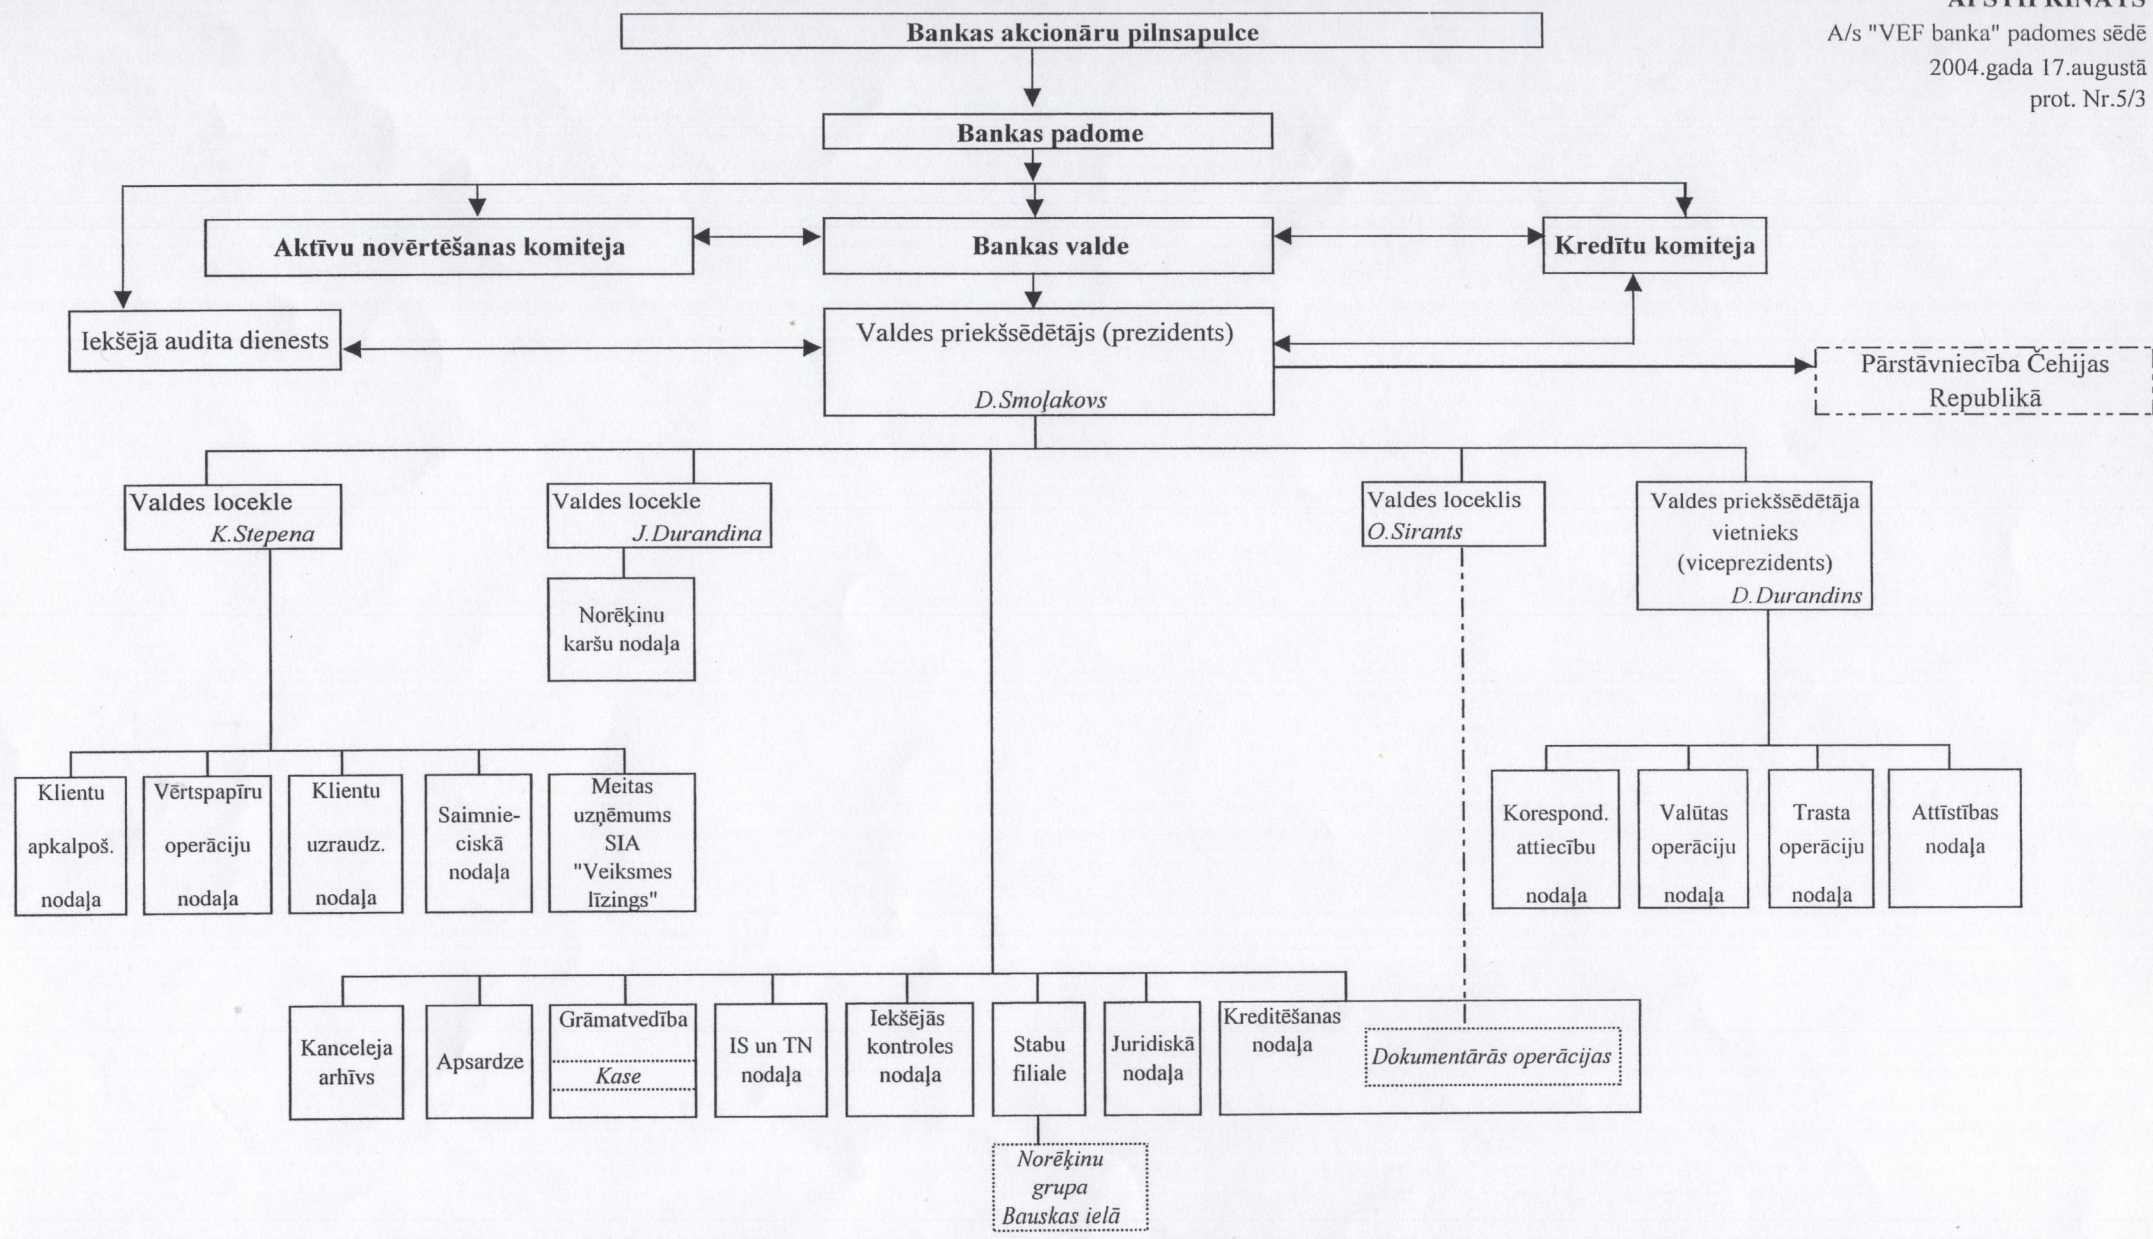 APSTIPRINĀTS
A/s "VEF banka" padomes sēdē
2004.gada 17.augustā
prot. Nr.5/3
Bankas akcionāru pilnsapulce
Bankas padome
Aktīvu novērtēšanas komiteja
Bankas valde
Kredītu komiteja
Iekšējā audita dienests
Valdes priekšsēdētājs (prezidents)
D.Smoļakovs
Pārstāvniecība Čehijas
Republikā
Valdes locekle
K.Stepena
Valdes locekle
J.Durandina
Valdes loceklis
O.Sirants
Valdes priekšsēdētāja
vietnieks
(viceprezidents)
D.Durandins
Norēķinu
karšu nodaļa
Klientu
apkalpoš.
nodaļa
Vērtspapīru
operāciju
nodaļa
Klientu
uzraudz.
nodaļa
Saimnie-
ciskā
nodaļa
Meitas
uzņēmums
SIA
"Veiksmes
līzings"
Korespond.
attiecību
nodaļa
Valūtas
operāciju
nodaļa
Trasta
operāciju
nodaļa
Attīstības
nodaļa
Kanceleja
arhīvs
Apsardze
Grāmatvedība
Kase
IS un TN
nodaļa
Iekšējās
kontroles
nodaļa
Stabu
filiale
Juridiskā
nodaļa
Kreditēšanas
nodaļa
Dokumentārās operācijas
Norēķinu
grupa
Bauskas ielā